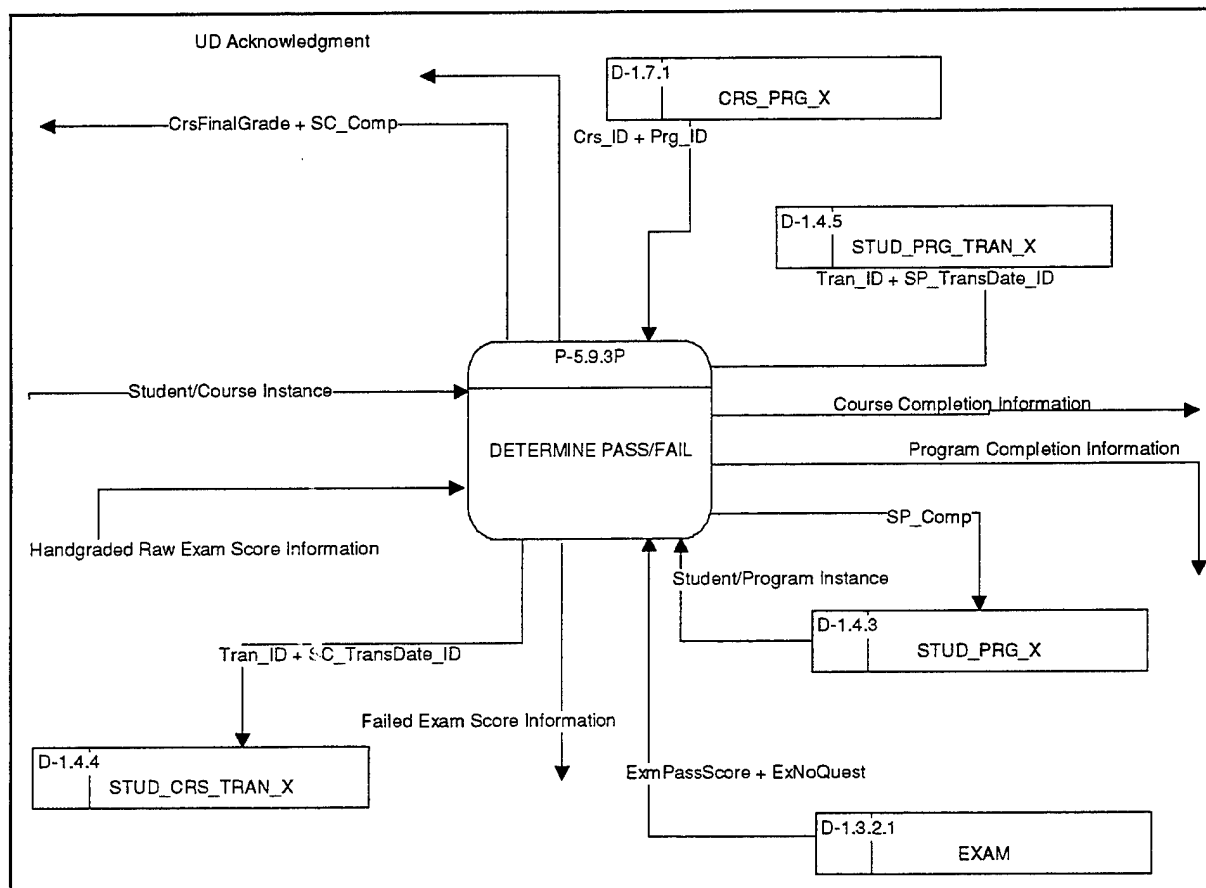 UD Acknowledgment
D-1.7.1
CRS_PRG_X
CrsFinalGrade + SC_Comp
Crs_ID + Prg_ID
D-1.4.5
STUD_PRG_TRAN_X
Tran_ID + SP_TransDate_ID
P-5.9.3P
Student/Course Instance
Course Completion Information
DETERMINE PASS/FAIL
Program Completion Information
SP_Comp
Handgraded Raw Exam Score Information
Student/Program Instance
D-1.4.3
STUD_PRG_X
Tran_ID + SC_TransDate_ID
Failed Exam Score Information
D-1.4.4
STUD_CRS_TRAN_X
ExmPassScore + ExNoQuest
D-1.3.2.1
EXAM